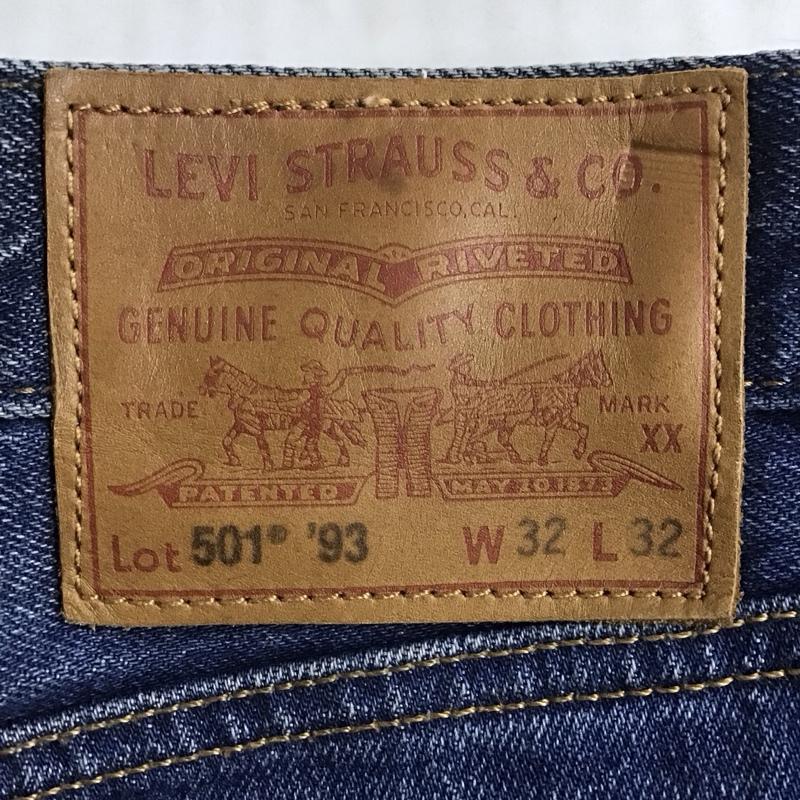 LEVI STRAUSS & CO.
SAN FRANCISCO, CAL.
ORIGINAL RIVETED
GENUINE QUALITY CLOTHING
TRADE MARK
XX
PATENTED MAY 20 1873
Lot 501® '93 W 32 L 32